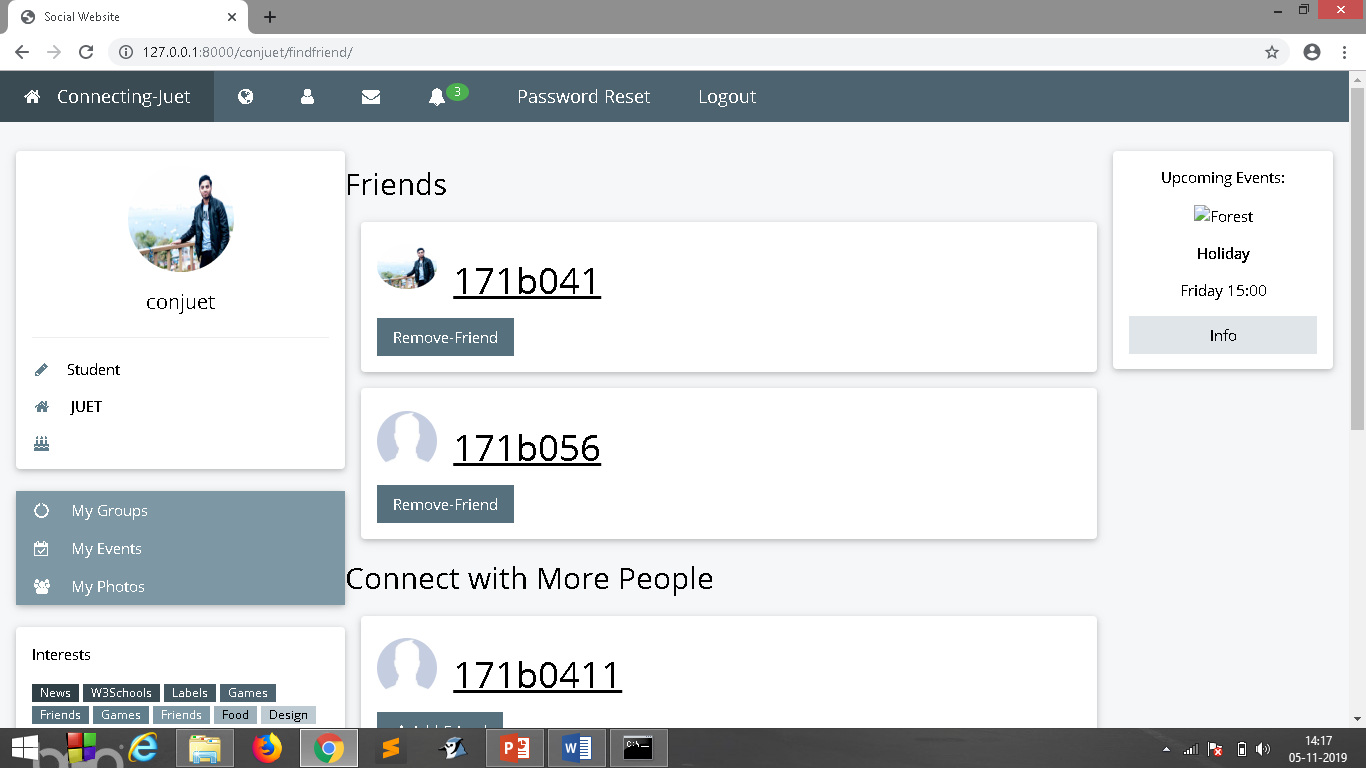 Social Website
127.0.0.1:8000/conjuet/findfriend/
Connecting-Juet
3
Password Reset
Logout
conjuet
Student
JUET
My Groups
My Events
My Photos
Interests
News W3Schools Labels Games
Friends Games Friends Food Design
Friends
171b041
Remove-Friend
171b056
Remove-Friend
Connect with More People
171b0411
Upcoming Events:
Forest
Holiday
Friday 15:00
Info
14:17
05-11-2019